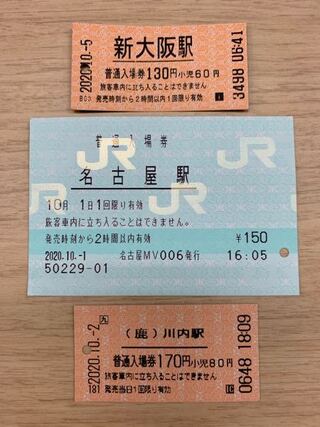 新大阪駅
普通入場券130円小児60円
旅客車内に立ち入ることはできません
発売時刻から2時間以内1回限り有効
2020.10.-5
3498 0641
普通入場券
JR
JR
JR
名古屋駅
10月 1日1回限り有効
旅客車内に立ち入ることはできません。
発売時刻から2時間以内有効
¥150
2020.10.-1 名古屋MV006発行 16:05
50229-01
2020.10.-2 九
181
(鹿)川内駅
普通入場券170円小児80円
旅客車内に立ち入ることはできません
発売当日1回限り有効
IC
0648 18:09